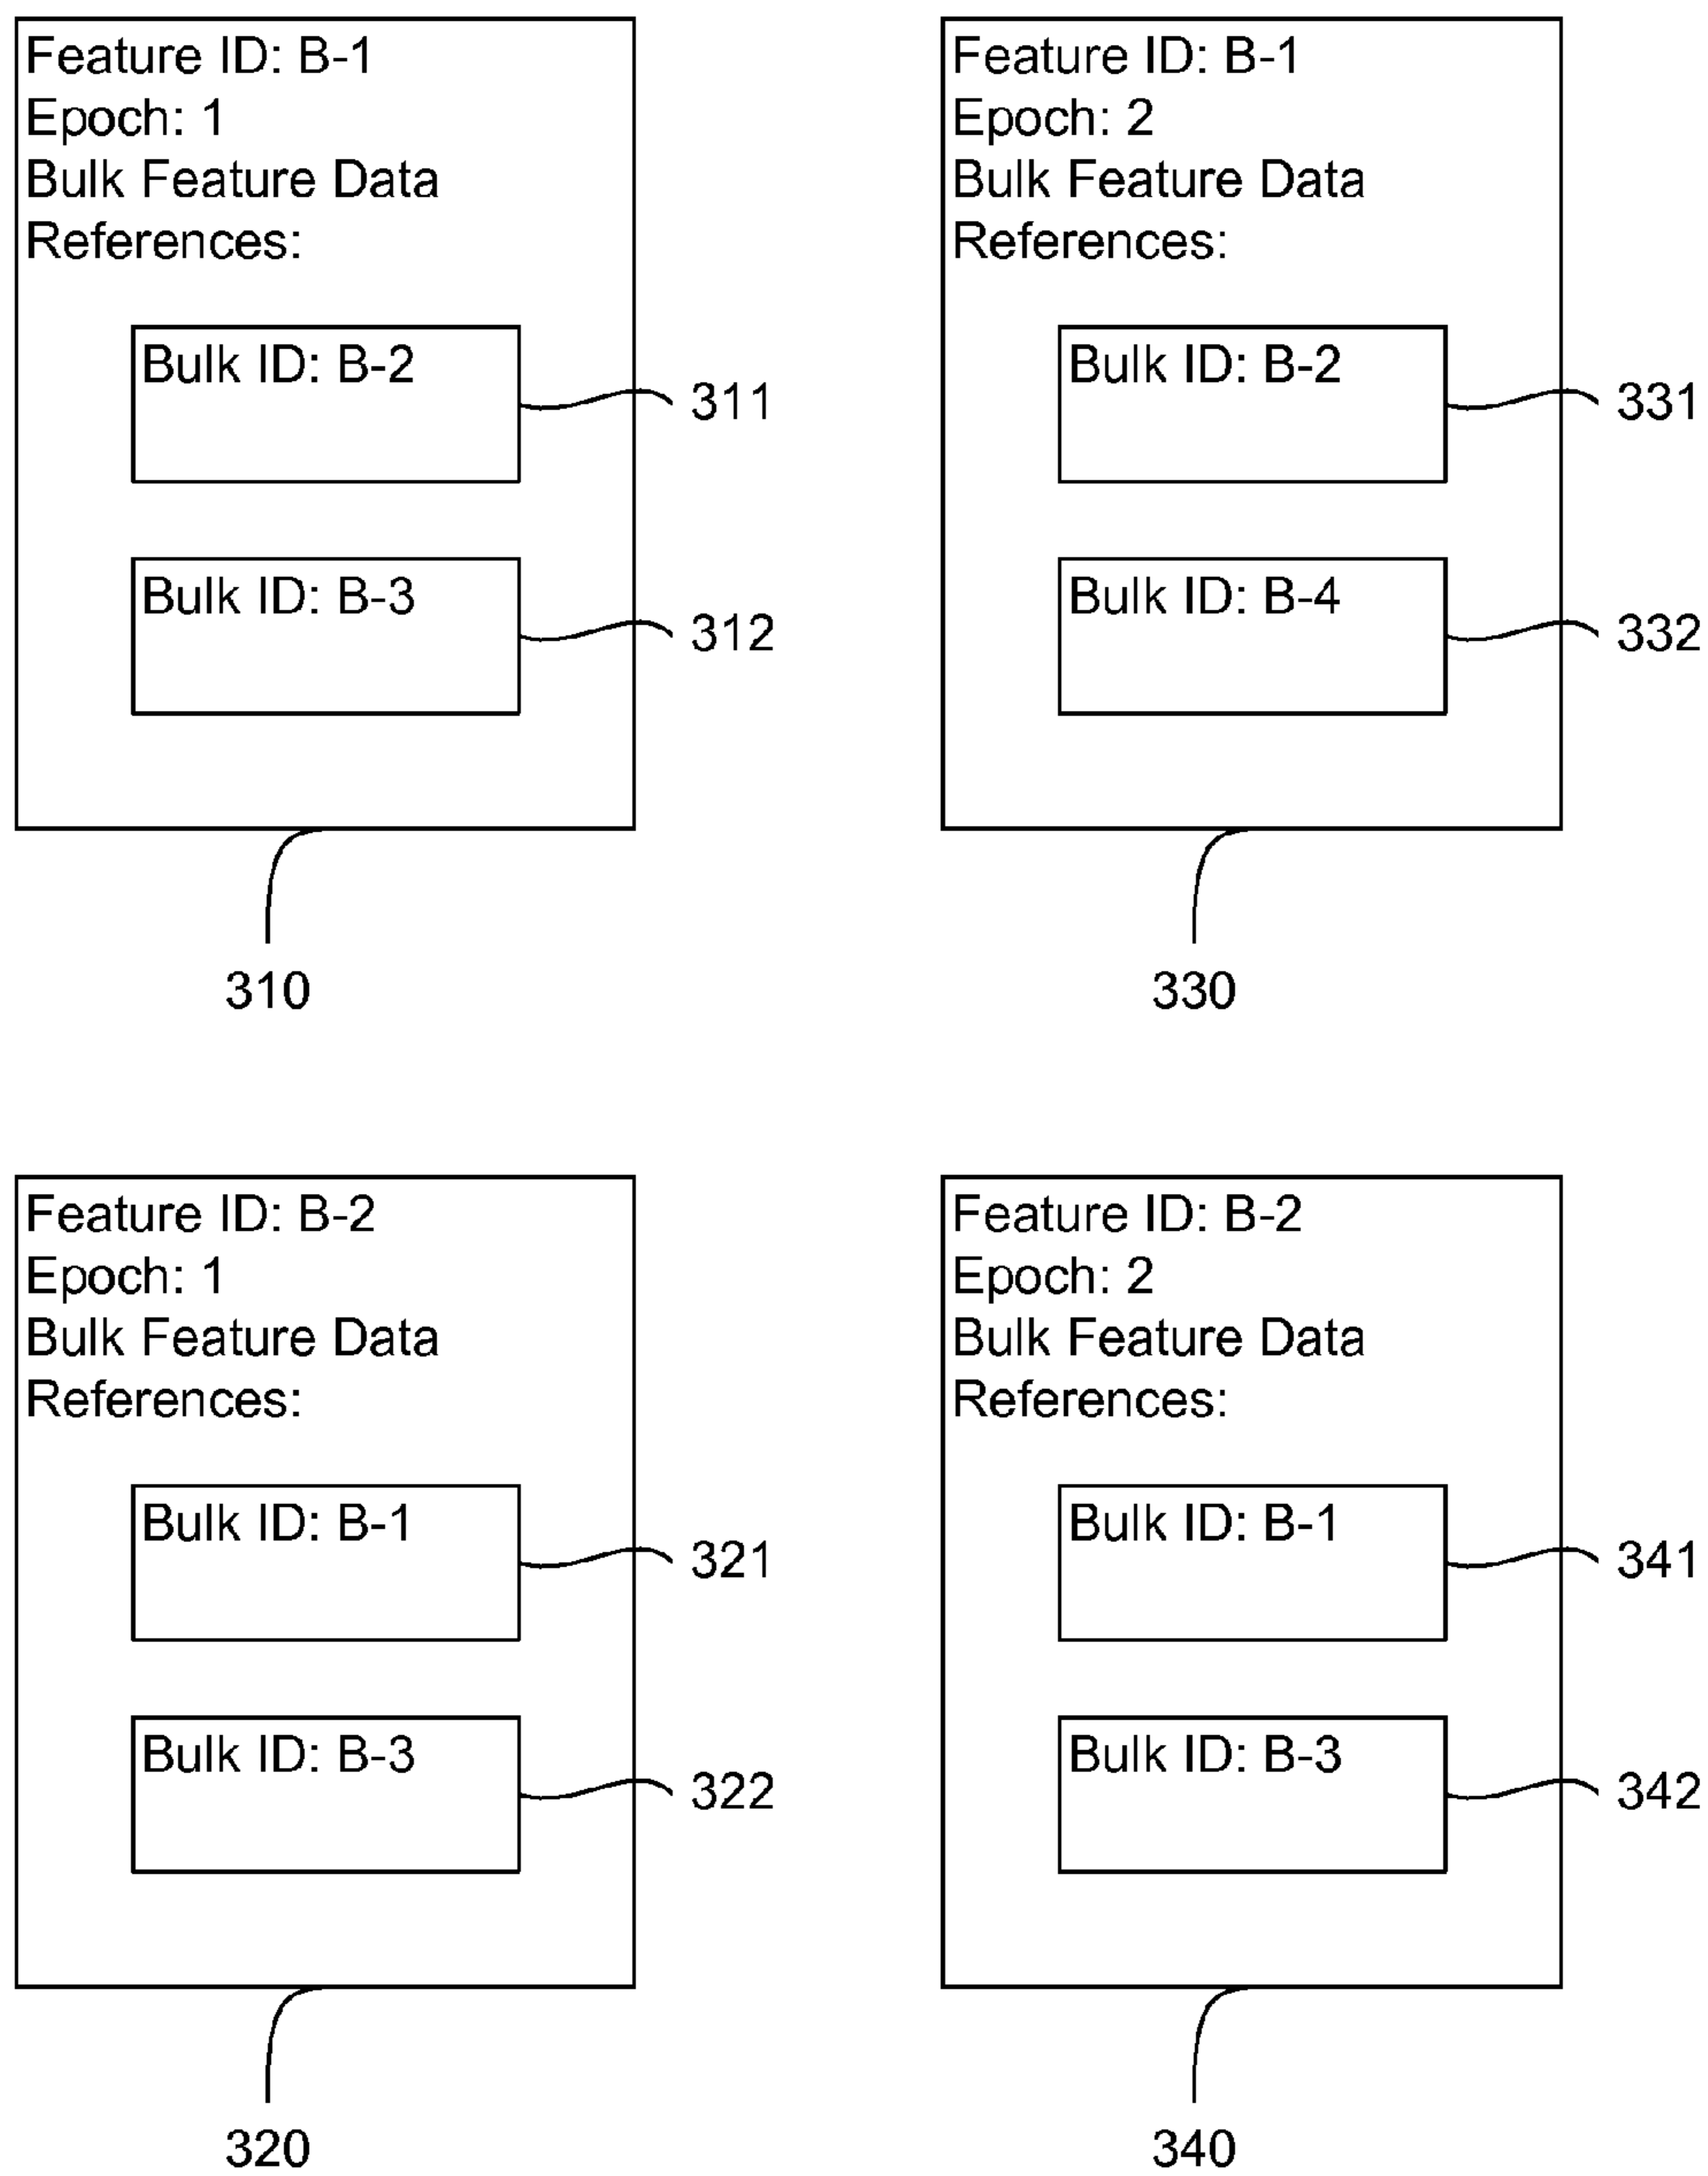 Feature ID: B-1
Epoch: 1
Bulk Feature Data
References:
Bulk ID: B-2
311
Bulk ID: B-3
312
310
Feature ID: B-1
Epoch: 2
Bulk Feature Data
References:
Bulk ID: B-2
331
Bulk ID: B-4
332
330
Feature ID: B-2
Epoch: 1
Bulk Feature Data
References:
Bulk ID: B-1
321
Bulk ID: B-3
322
320
Feature ID: B-2
Epoch: 2
Bulk Feature Data
References:
Bulk ID: B-1
341
Bulk ID: B-3
342
340